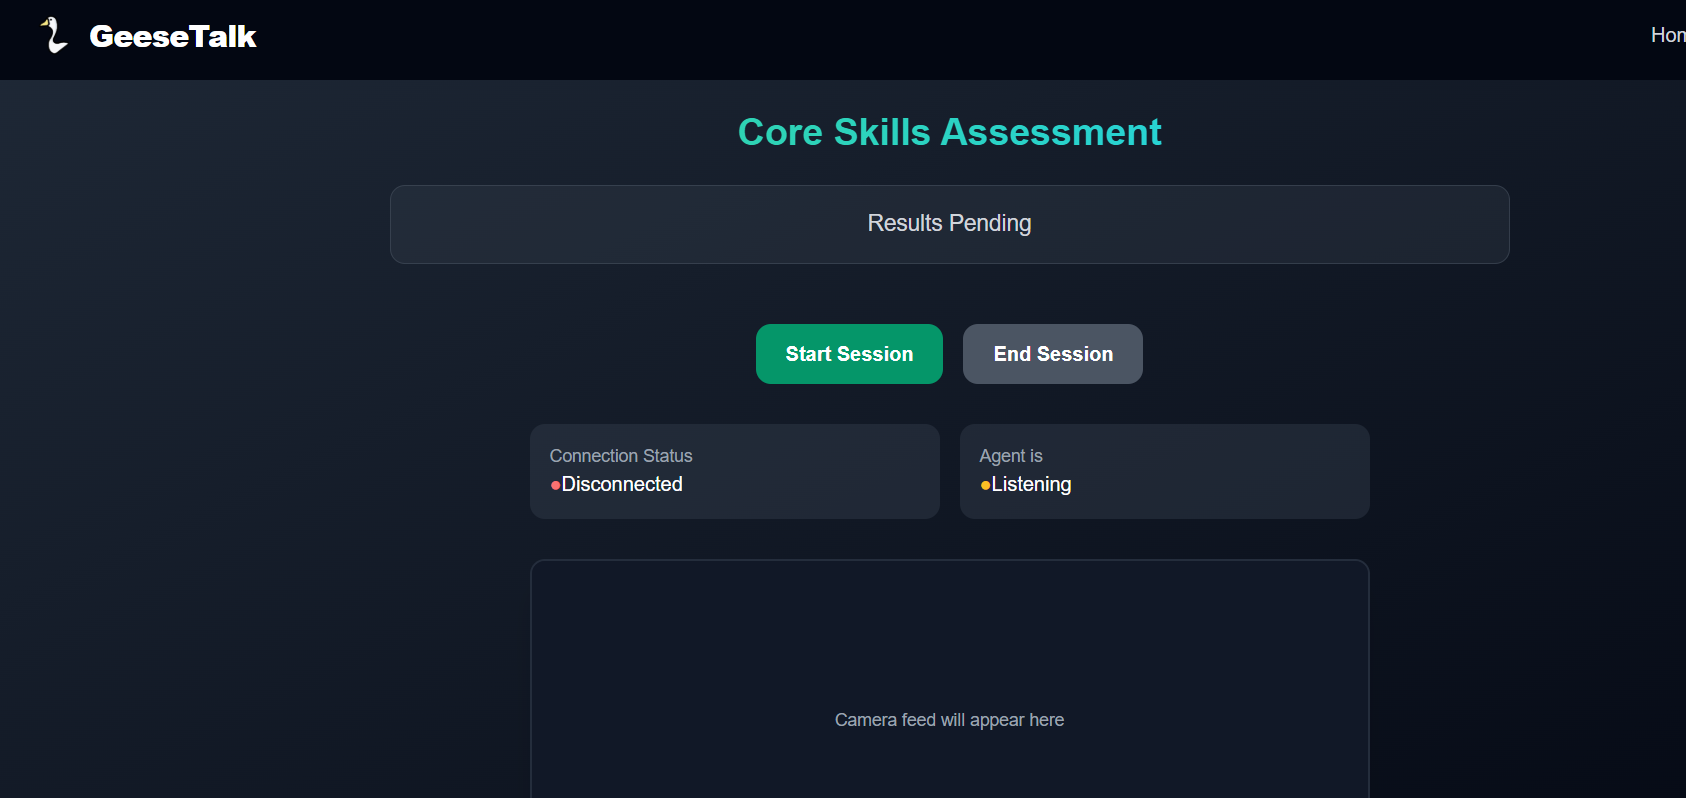 GeeseTalk
Core Skills Assessment
Results Pending
Start Session
End Session
Connection Status
Disconnected
Agent is
Listening
Camera feed will appear here